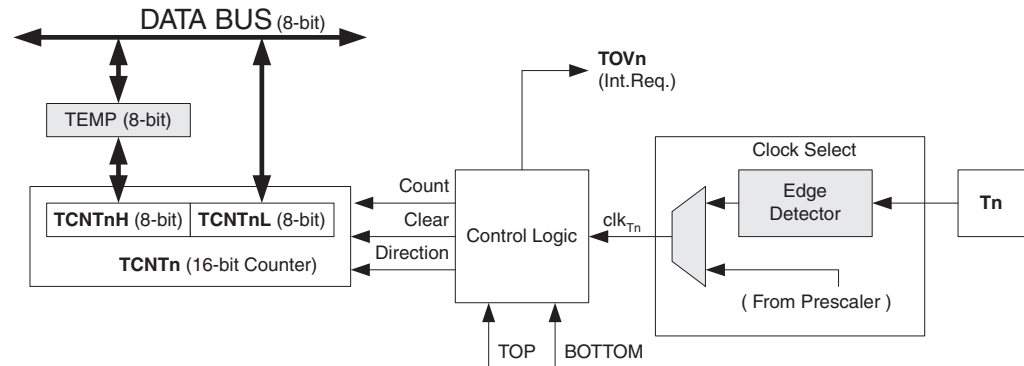 DATA BUS (8-bit)
TOVn
(Int.Req.)
TEMP (8-bit)
Clock Select
Count
Edge
Detector
Tn
TCNTnH (8-bit) TCNTnL (8-bit)
Clear
Control Logic
clkTn
TCNTn (16-bit Counter)
Direction
( From Prescaler )
TOP
BOTTOM